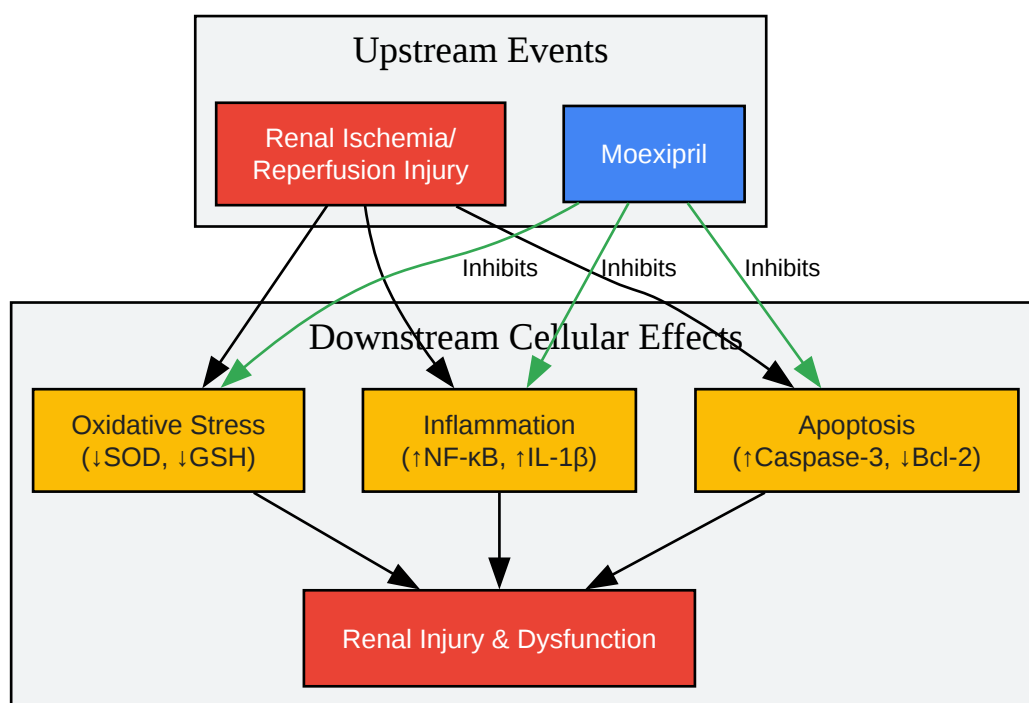 Upstream Events
Renal Ischemia/
Reperfusion Injury
Moexipril
Inhibits
Inhibits
Inhibits
Downstream Cellular Effects
Oxidative Stress
(↓SOD, ↓GSH)
Inflammation
(↑NF-κB, ↑IL-1β)
Apoptosis
(↑Caspase-3, ↓Bcl-2)
Renal Injury & Dysfunction